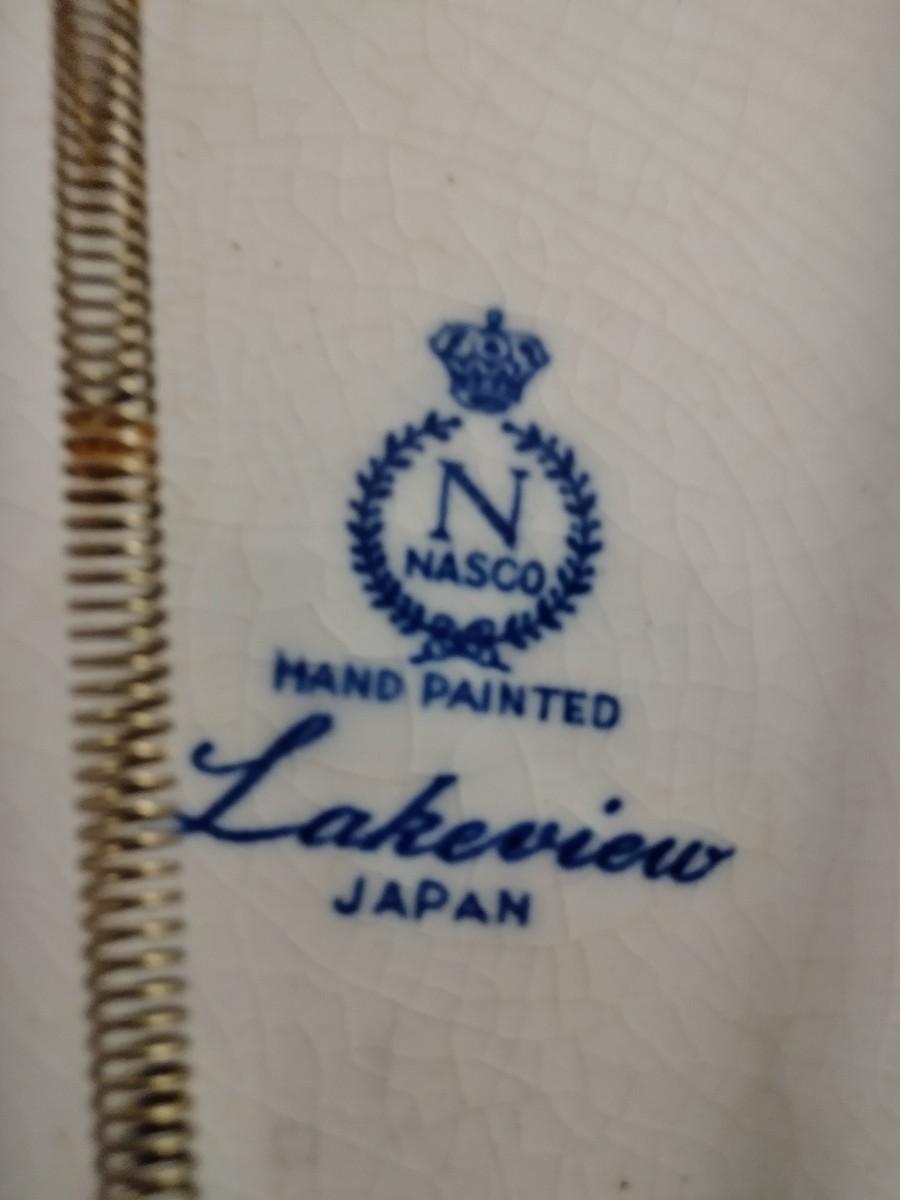 N
NASCO
HAND PAINTED
Lakeview
JAPAN